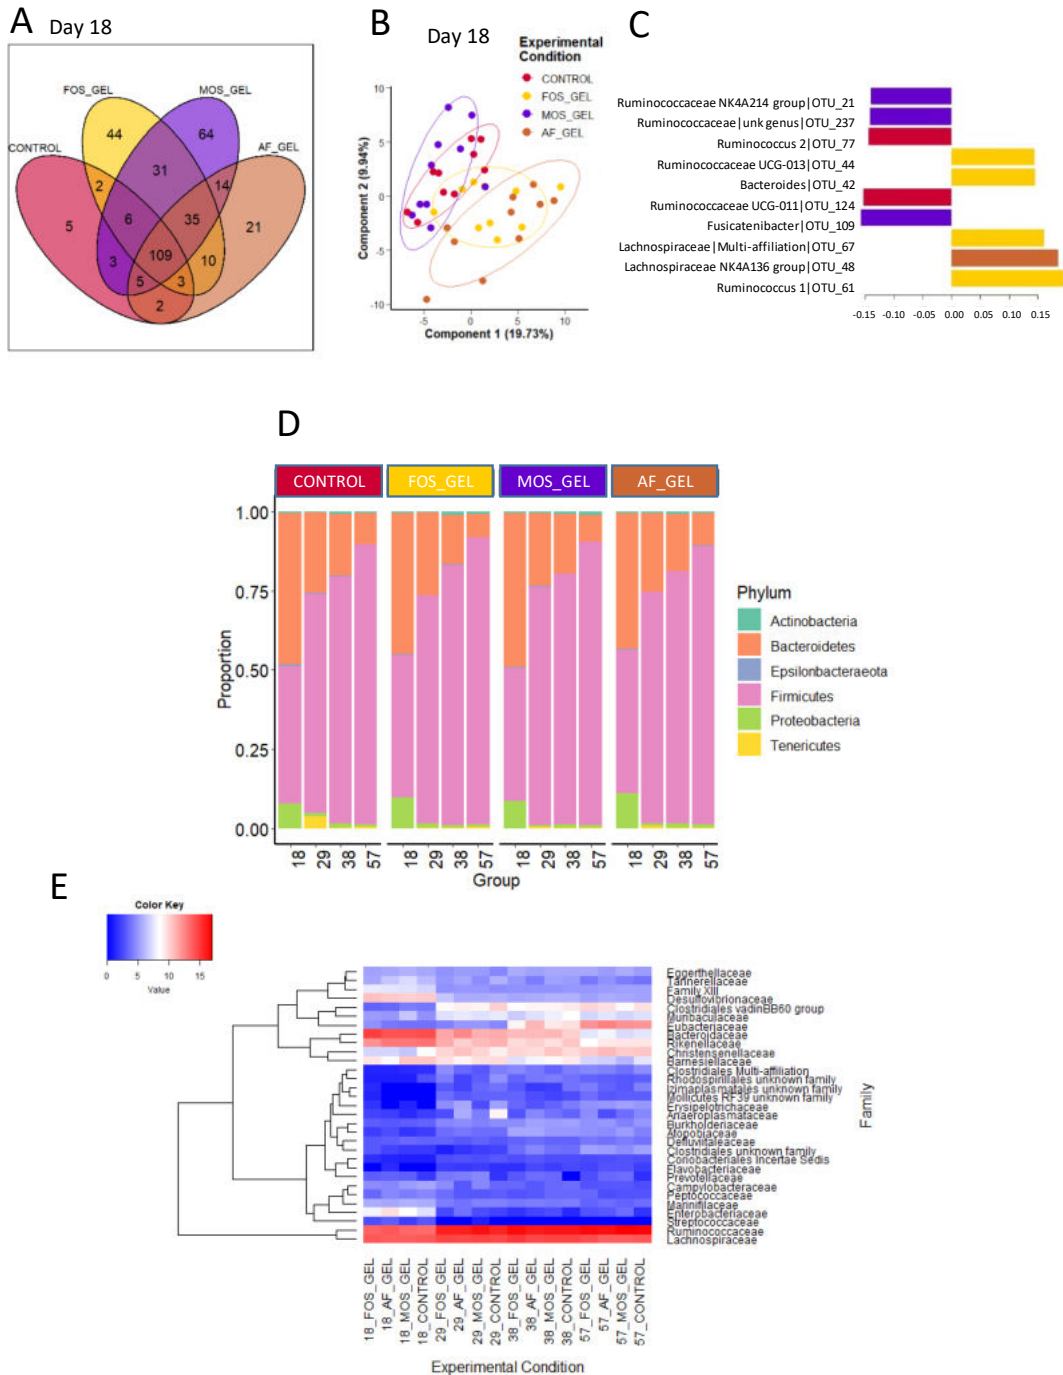 A Day 18
FOS_GEL
MOS_GEL
CONTROL
AF_GEL
44
64
31
2
14
5
6
35
21
109
3
10
5
3
2
B
Day 18
Experimental
Condition
CONTROL
FOS_GEL
MOS_GEL
AF_GEL
10
5
0
-5
-10
Component 2 (9.94%)
-5 0 5 10
Component 1 (19.73%)
C
Ruminococcaceae NK4A214 group|OTU_21
Ruminococcaceae|unk genus|OTU_237
Ruminococcus 2|OTU_77
Ruminococcaceae UCG-013|OTU_44
Bacteroides|OTU_42
Ruminococcaceae UCG-011|OTU_124
Fusicatenibacter|OTU_109
Lachnospiraceae|Multi-affiliation|OTU_67
Lachnospiraceae NK4A136 group|OTU_48
Ruminococcus 1|OTU_61
-0.15 -0.10 -0.05 0.00 0.05 0.10 0.15
D
CONTROL FOS_GEL MOS_GEL AF_GEL
1.00
0.75
0.50
0.25
0.00
Proportion
18 29 38 57 18 29 38 57 18 29 38 57 18 29 38 57
Group
Phylum
Actinobacteria
Bacteroidetes
Epsilonbacteraeota
Firmicutes
Proteobacteria
Tenericutes
E
Color Key
0 5 10 15
Value
Eggerthellaceae
Tannerellaceae
Family XIII
Desulfovibrionaceae
Clostridiales vadinBB60 group
Muribaculaceae
Eubacteriaceae
Bacteroidaceae
Rikenellaceae
Christensenellaceae
Barnesiellaceae
Clostridiales Multi-affiliation
Rhodospirillales unknown family
Izimaplasmatales unknown family
Mollicutes RF39 unknown family
Erysipelotrichaceae
Anaeroplasmataceae
Burkholderiaceae
Atopobiaceae
Defluviitaleaceae
Clostridiales unknown family
Coriobacteriales Incertae Sedis
Flavobacteriaceae
Prevotellaceae
Campylobacteraceae
Peptococcaceae
Marinifilaceae
Enterobacteriaceae
Streptococcaceae
Ruminococcaceae
Lachnospiraceae
Family
18_FOS_GEL
18_AF_GEL
18_MOS_GEL
18_CONTROL
29_FOS_GEL
29_AF_GEL
29_MOS_GEL
29_CONTROL
38_FOS_GEL
38_AF_GEL
38_MOS_GEL
38_CONTROL
57_FOS_GEL
57_AF_GEL
57_MOS_GEL
57_CONTROL
Experimental Condition